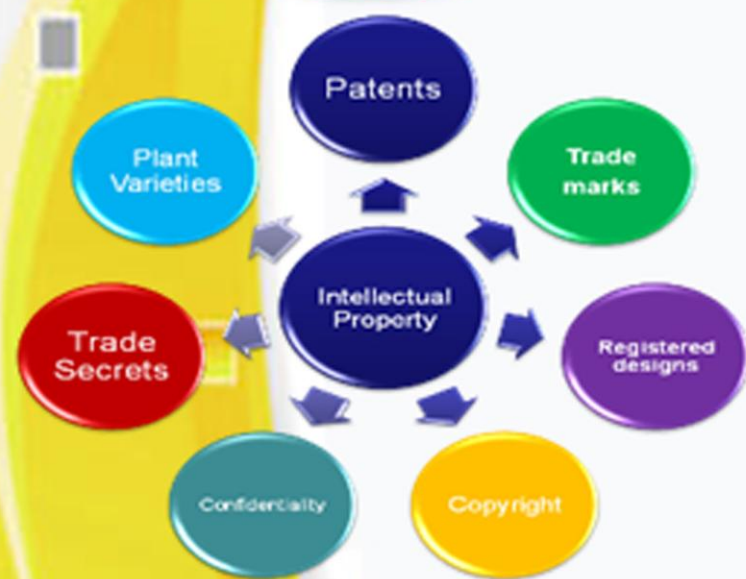 Patents
Trade
marks
Registered
designs
Copyright
Confidentiality
Trade
Secrets
Plant
Varieties
Intellectual
Property